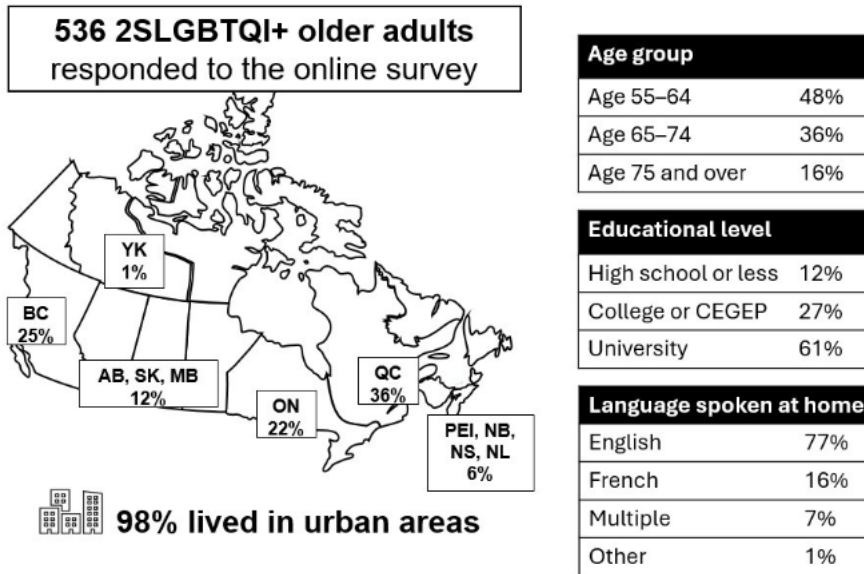 536 2SLGBTQI+ older adults
responded to the online survey
YK
1%
BC
25%
AB, SK, MB
12%
ON
22%
QC
36%
PEI, NB,
NS, NL
6%
98% lived in urban areas
Age group
Age 55–64 48%
Age 65–74 36%
Age 75 and over 16%
Educational level
High school or less 12%
College or CEGEP 27%
University 61%
Language spoken at home
English 77%
French 16%
Multiple 7%
Other 1%